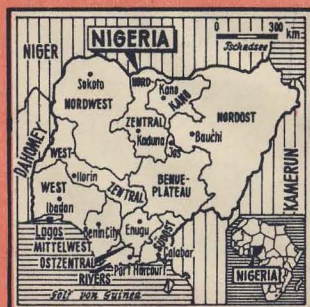 NIGERIA
0 300
km
Tschadsee
NIGER
Sokoto
NORD-
Kano
KANO
NORDWEST
NORDOST
ZENTRAL
Kaduna
Bauchi
Jos
DAHOMEY
WEST-
Ilorin
ZENTRAL
BENUE-
PLATEAU
KAMERUN
WEST
Ibadan
Lagos
Benin City
Enugu
SÜDOST
MITTELWEST
OSTZENTRAL
RIVERS
Port Harcourt
Calabar
Golf von Guinea
NIGERIA